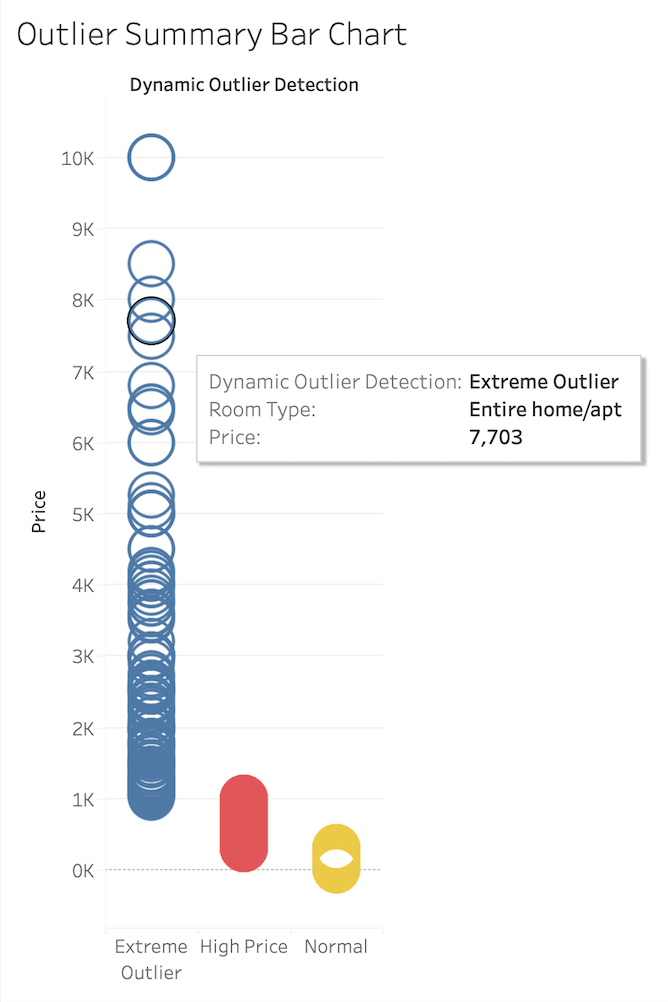 Outlier Summary Bar Chart
Dynamic Outlier Detection
10K
9K
8K
7K
Dynamic Outlier Detection: Extreme Outlier
Room Type: Entire home/apt
Price: 7,703
6K
5K
Price
4K
3K
2K
1K
0K
Extreme Outlier
High Price
Normal